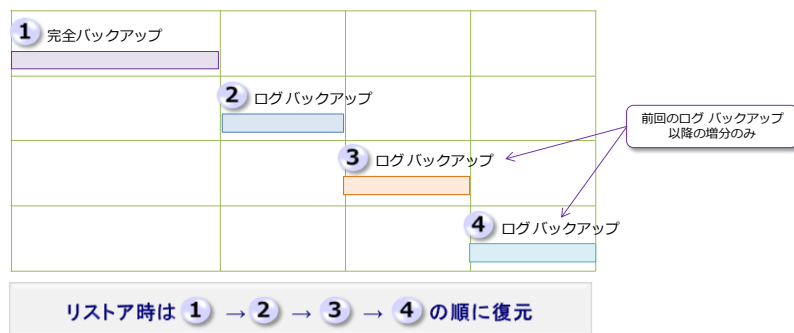 1 完全バックアップ
2 ログ バックアップ
前回のログ バックアップ
以降の増分のみ
3 ログ バックアップ
4 ログ バックアップ
リストア時は 1 → 2 → 3 → 4 の順に復元